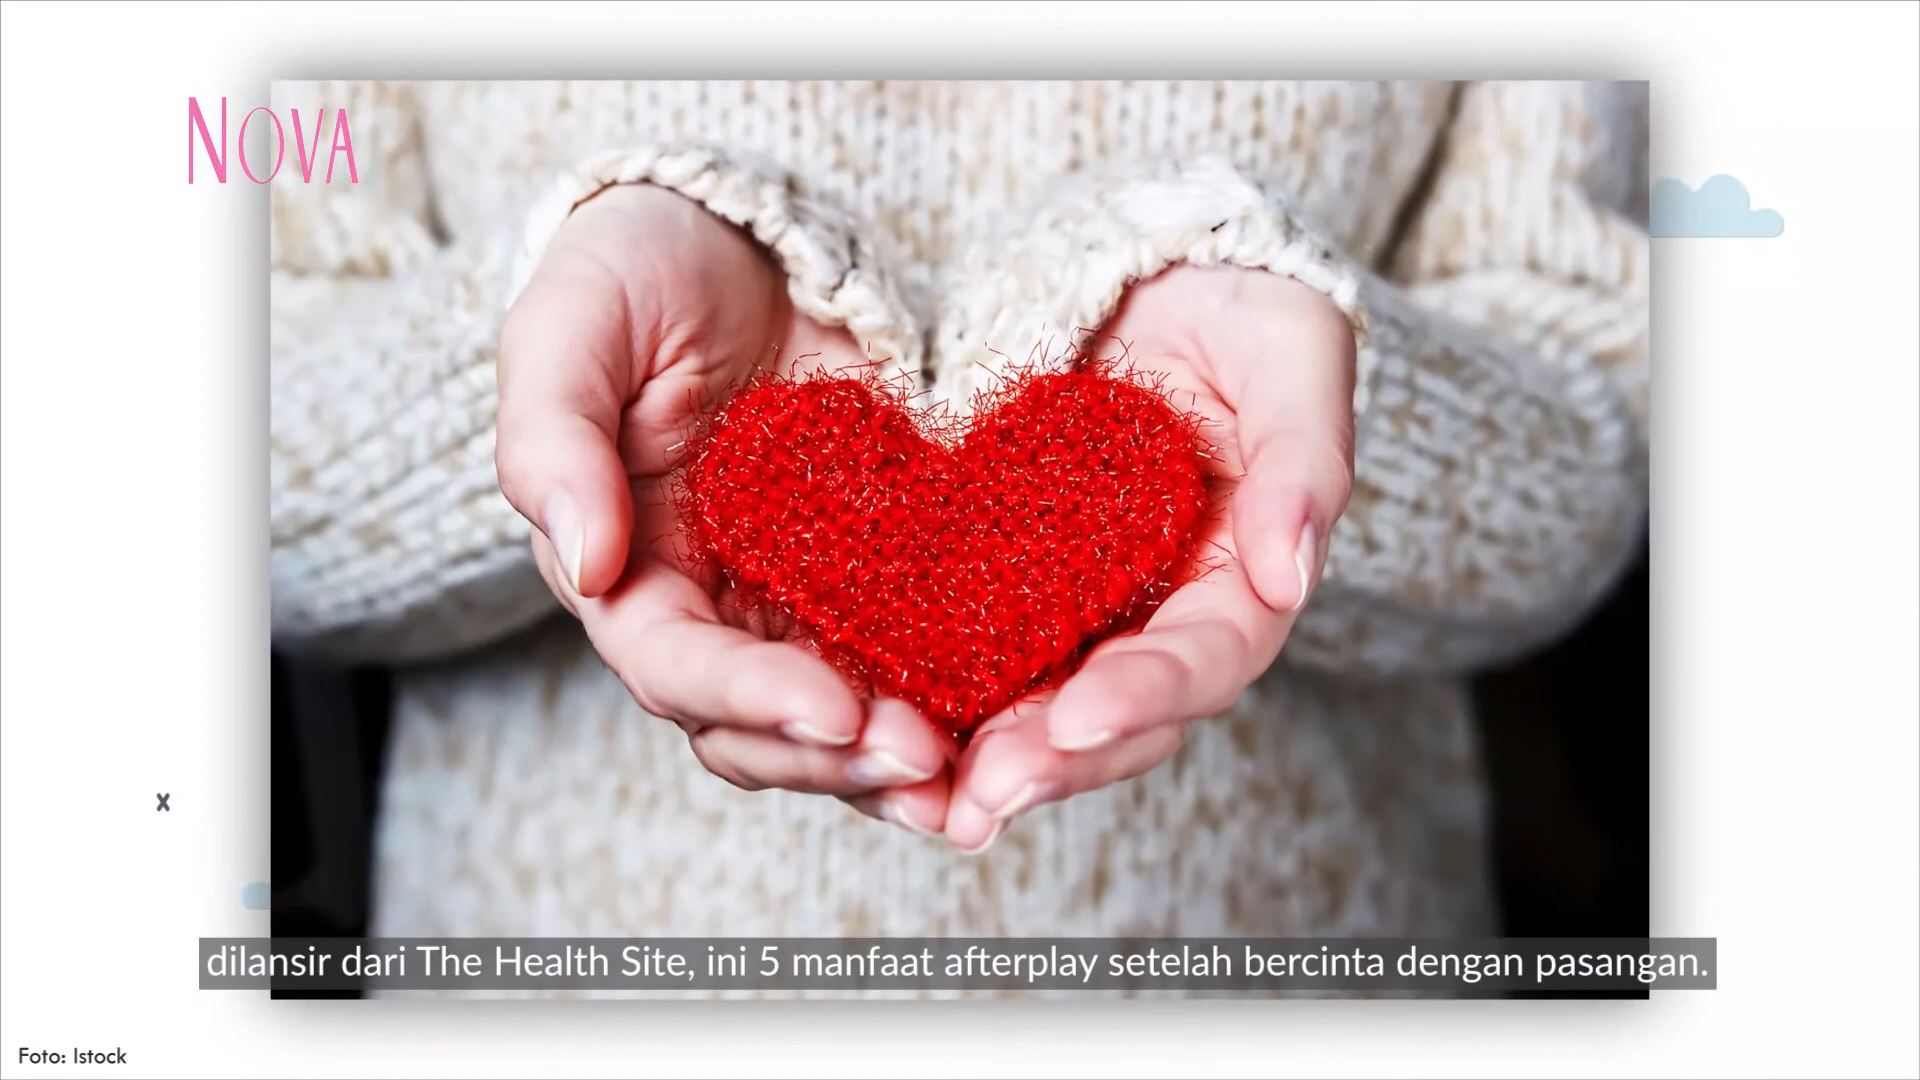 NOVA
dilansir dari The Health Site, ini 5 manfaat afterplay setelah bercinta dengan pasangan.
Foto: Istock